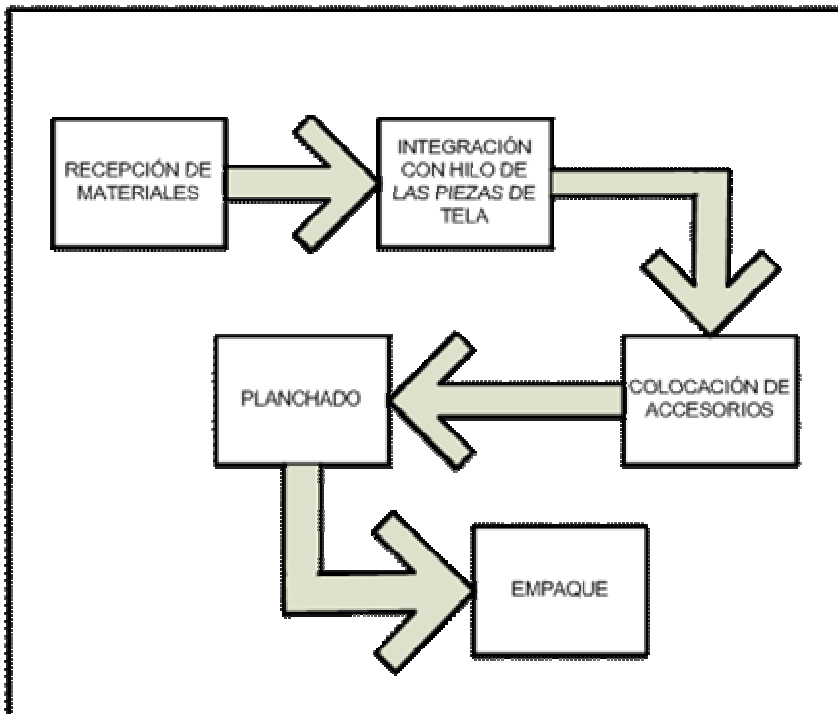 RECEPCIÓN DE
MATERIALES
INTEGRACIÓN
CON HILO DE
LAS PIEZAS DE
TELA
COLOCACIÓN DE
ACCESORIOS
PLANCHADO
EMPAQUE